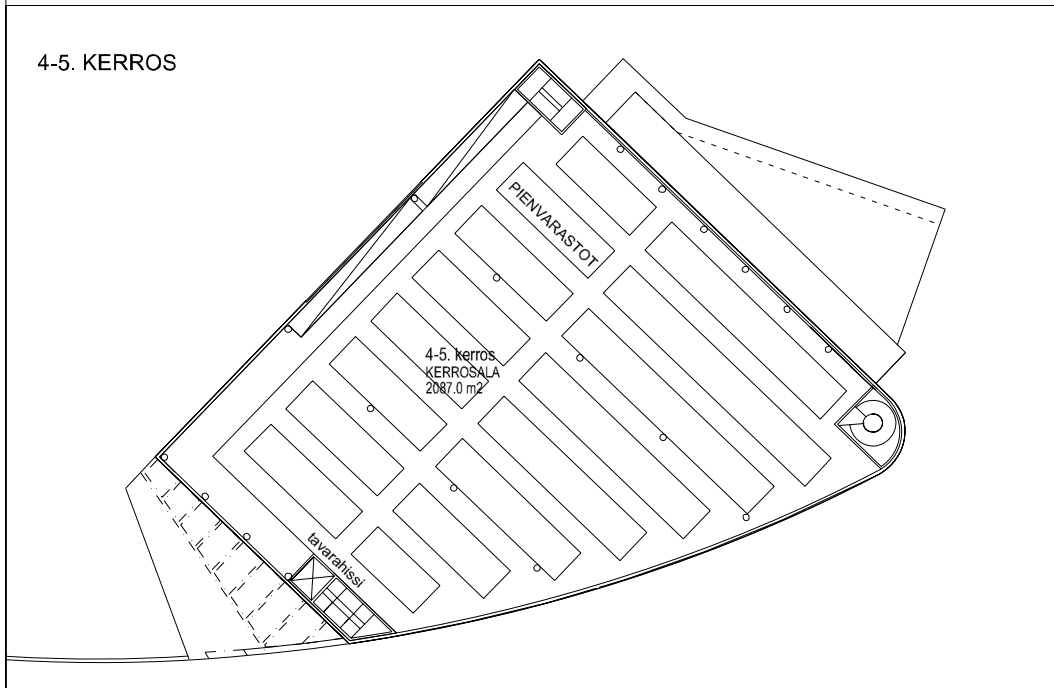 4-5. KERROS
PIENVARASTOT
4-5. kerros
KERROSALA
2087.0 m2
tavarahissi